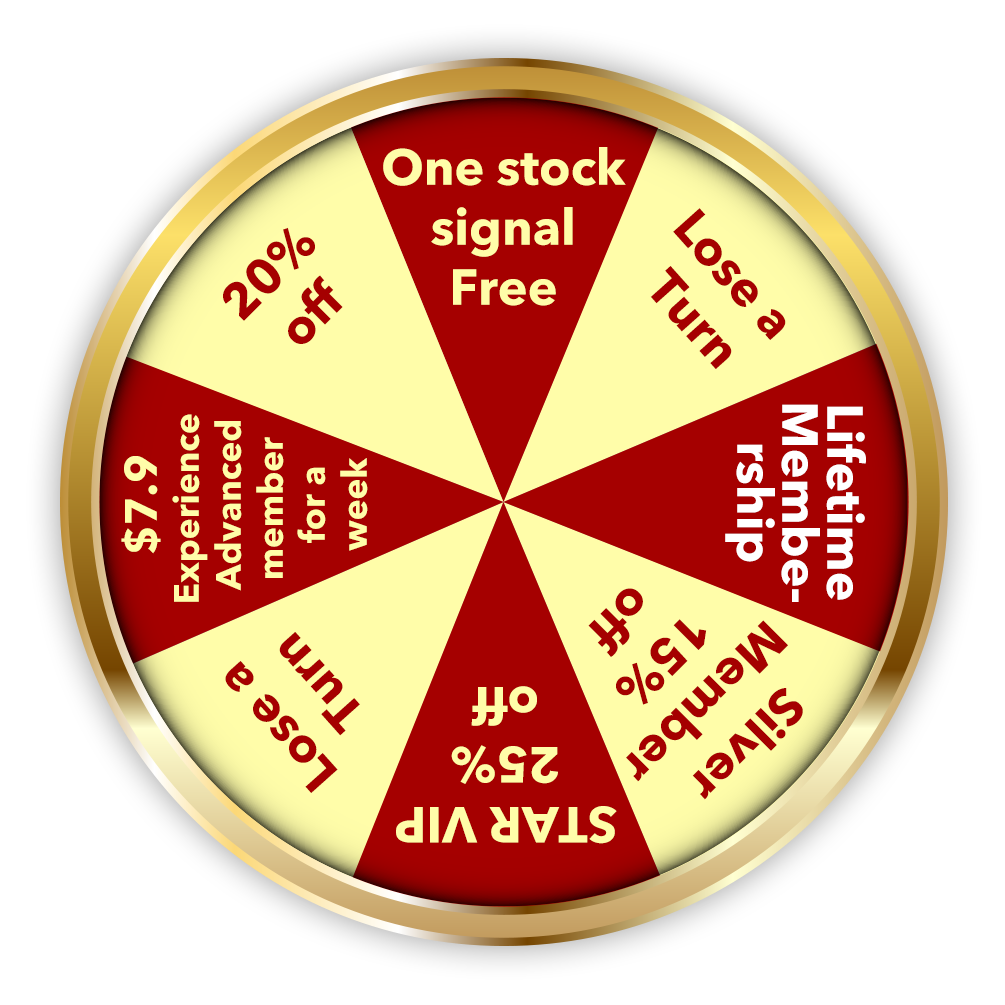 One stock
signal
Free
Lose a
Turn
Lifetime
Membe-
rship
Silver
Member
15%
off
STAR VIP
25%
off
Lose a
Turn
$7.9
Experience
Advanced
member
for a
week
20%
off